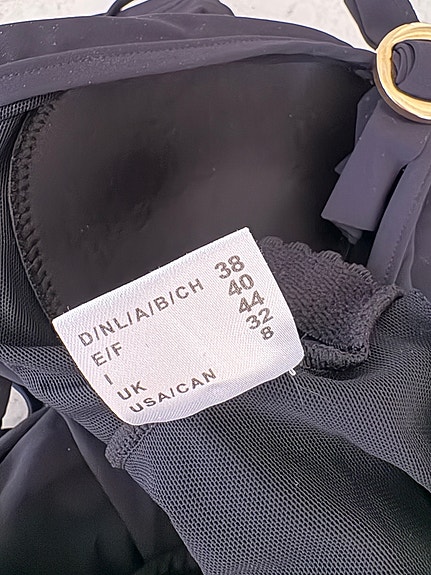 D/NL/A/B/CH 38
E/F 40
I 44
UK 32
USA/CAN 8